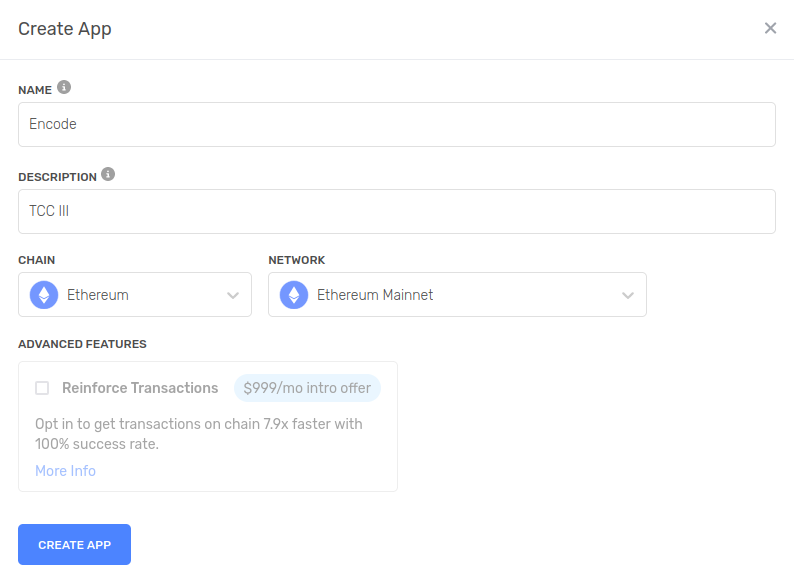 Create App
NAME
Encode
DESCRIPTION
TCC III
CHAIN
NETWORK
Ethereum
Ethereum Mainnet
ADVANCED FEATURES
Reinforce Transactions $999/mo intro offer
Opt in to get transactions on chain 7.9x faster with
100% success rate.
More Info
CREATE APP